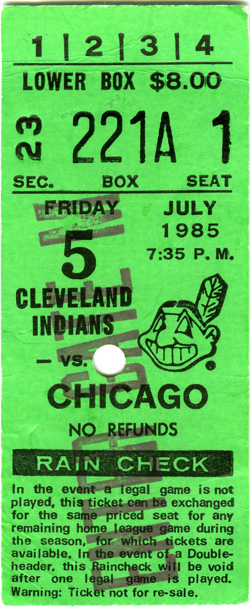 1 | 2 | 3 | 4
LOWER BOX $8.00
23 221A 1
SEC. BOX SEAT
FRIDAY JULY
5 1985
7:35 P. M.
CLEVELAND
INDIANS
— vs. —
CHICAGO
NO REFUNDS
RAIN CHECK
In the event a legal game is not
played, this ticket can be exchanged
for the same priced seat for any
remaining home league game during
the season, for which tickets are
available. In the event of a Double-
header, this Raincheck will be void
after one legal game is played.
Warning: Ticket not for re-sale.
®